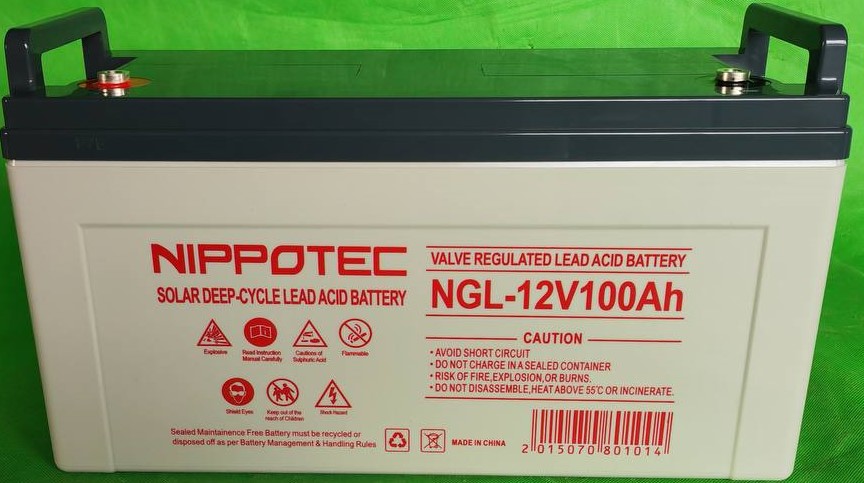 NIPPOTEC
SOLAR DEEP-CYCLE LEAD ACID BATTERY
VALVE REGULATED LEAD ACID BATTERY
NGL-12V100Ah
Explosive
Read Instruction
Manual Carefully
Cautions of
Sulphuric Acid
Flammable
Shield Eyes
Keep out of the
reach of Children
Shock Hazard
CAUTION
• AVOID SHORT CIRCUIT
• DO NOT CHARGE IN A SEALED CONTAINER
• RISK OF FIRE,EXPLOSION,OR BURNS.
• DO NOT DISASSEMBLE,HEAT ABOVE 55℃ OR INCINERATE.
Sealed Maintainence Free Battery must be recycled or
disposed off as per Battery Management & Handling Rules
MADE IN CHINA
2 015070 801014